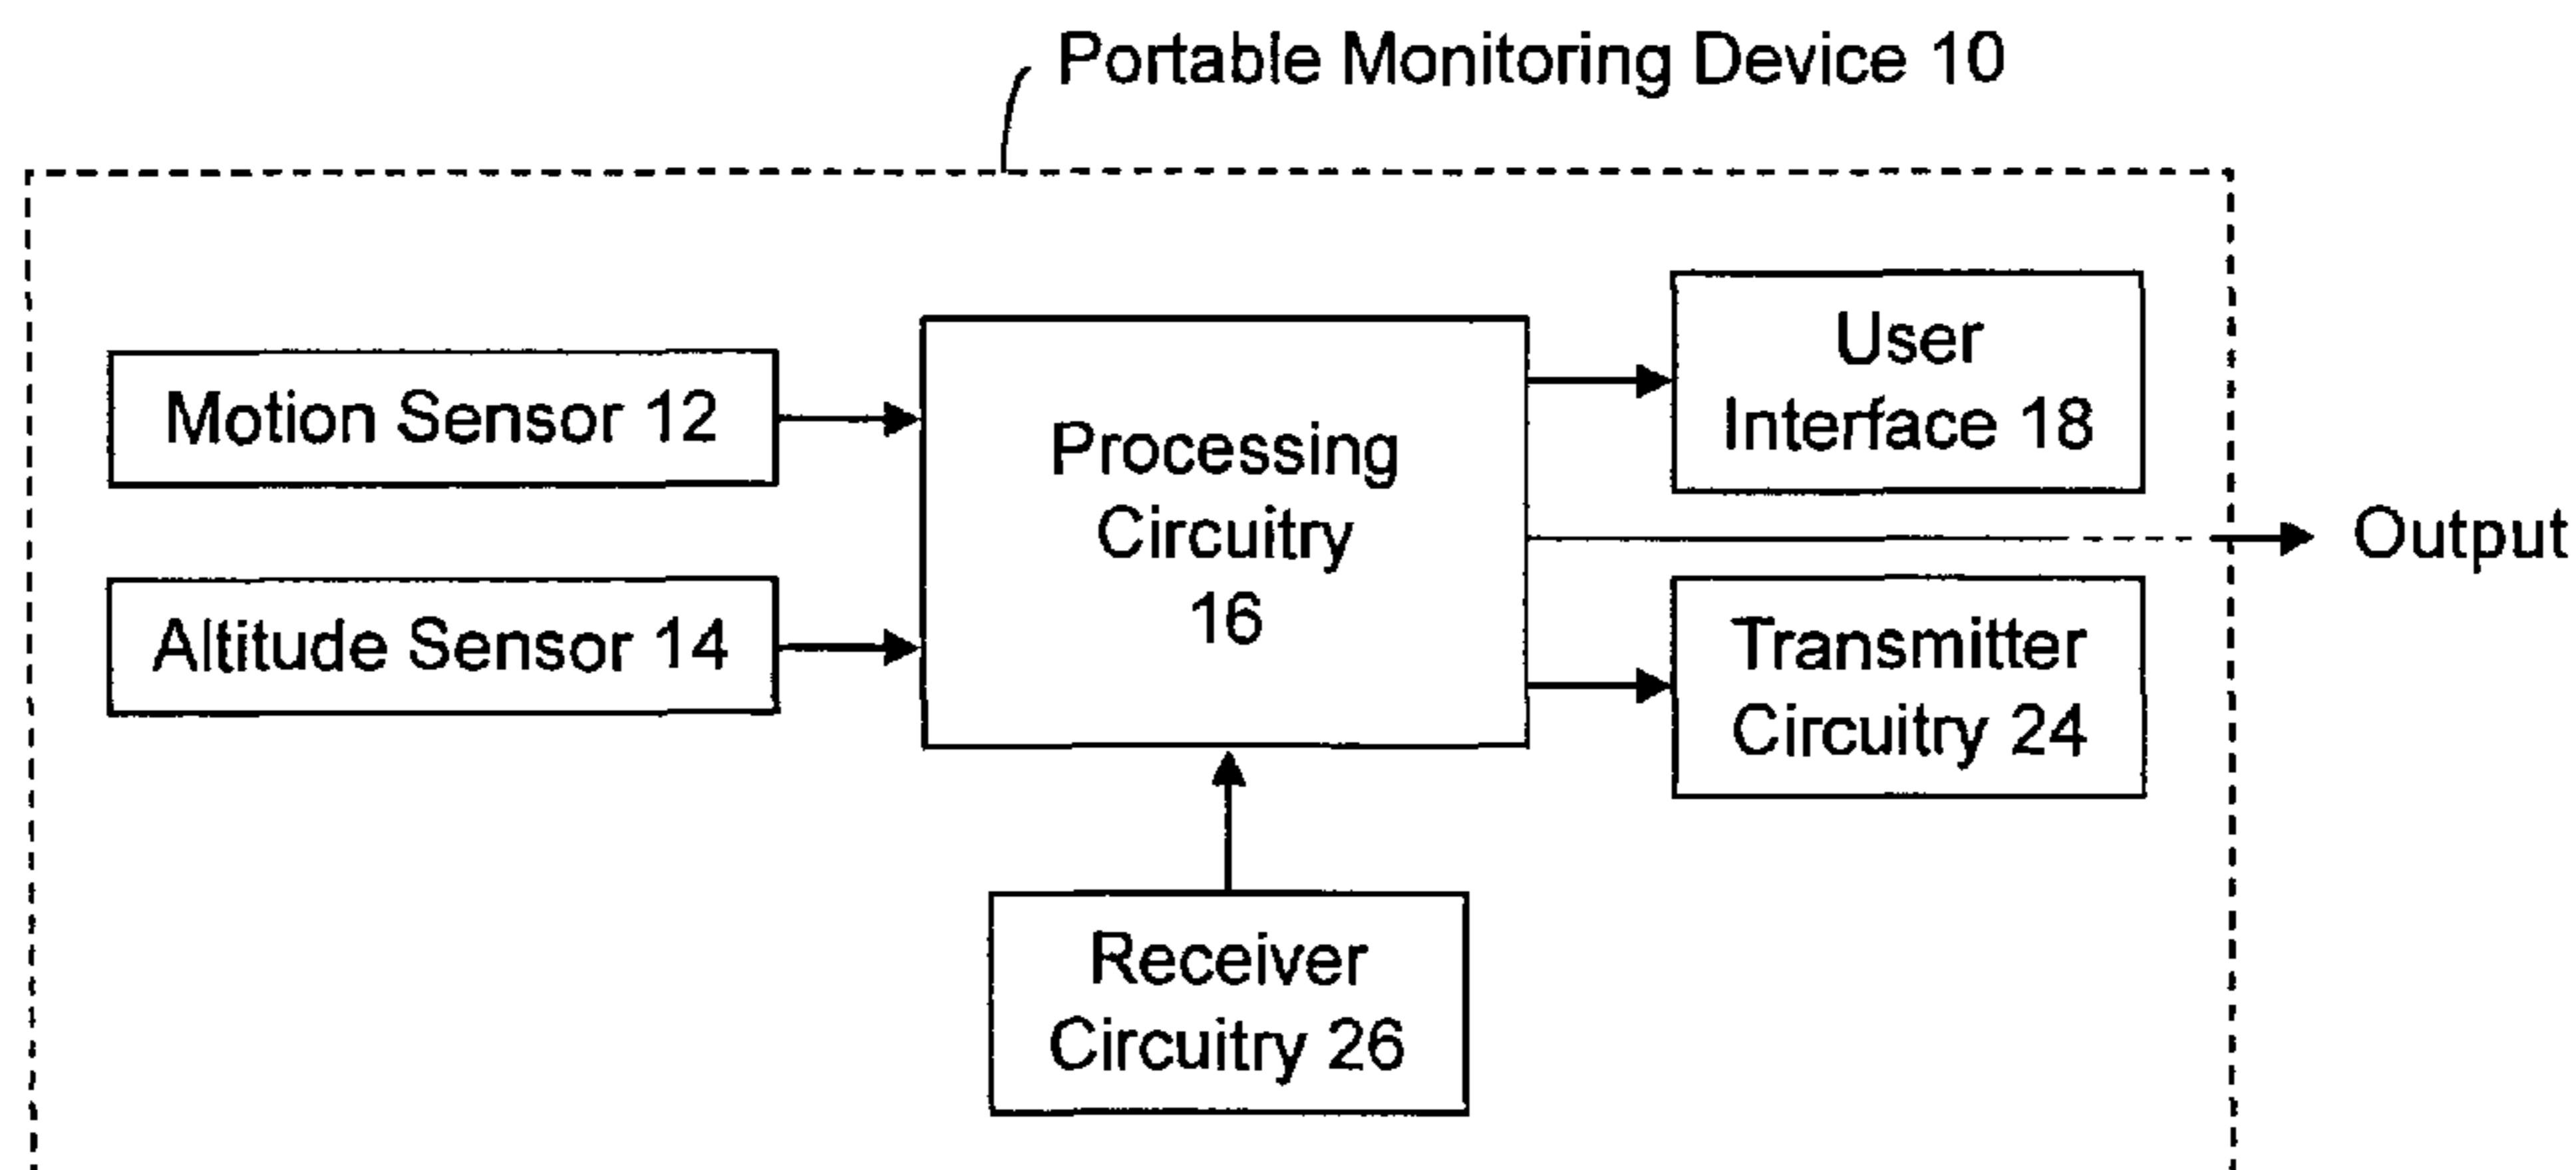 Portable Monitoring Device 10
Motion Sensor 12
Altitude Sensor 14
Processing
Circuitry
16
User
Interface 18
Output
Transmitter
Circuitry 24
Receiver
Circuitry 26